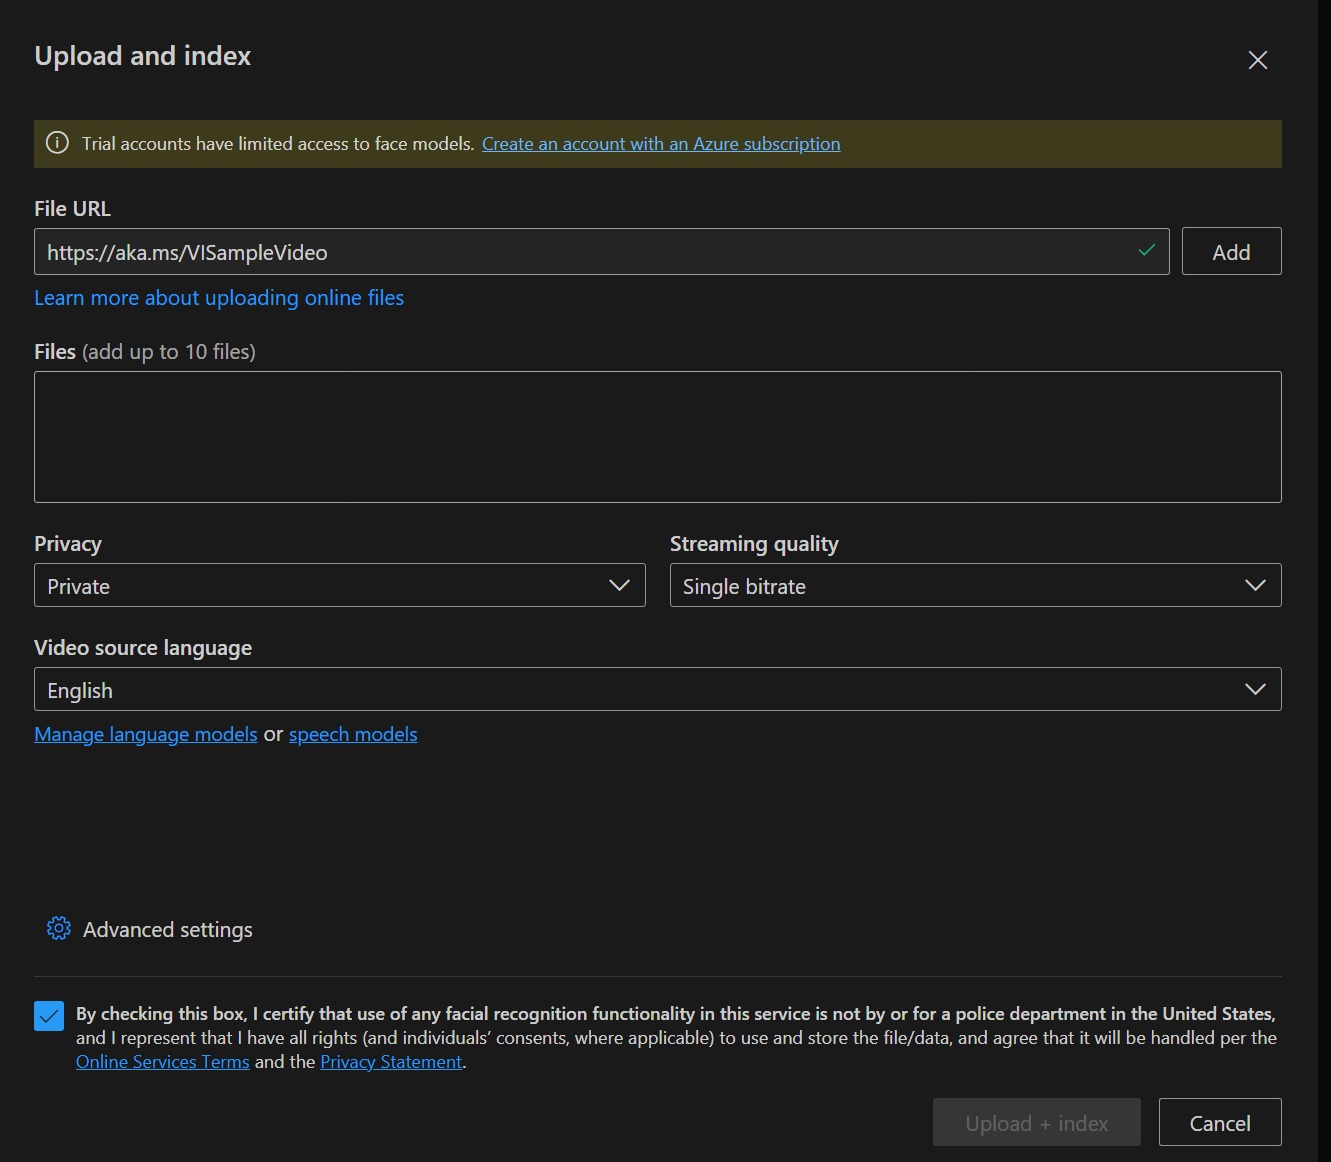 Upload and index
Trial accounts have limited access to face models. Create an account with an Azure subscription
File URL
https://aka.ms/VISampleVideo
Add
Learn more about uploading online files
Files (add up to 10 files)
Privacy
Streaming quality
Private
Single bitrate
Video source language
English
Manage language models or speech models
Advanced settings
By checking this box, I certify that use of any facial recognition functionality in this service is not by or for a police department in the United States,
and I represent that I have all rights (and individuals’ consents, where applicable) to use and store the file/data, and agree that it will be handled per the
Online Services Terms and the Privacy Statement.
Upload + index
Cancel